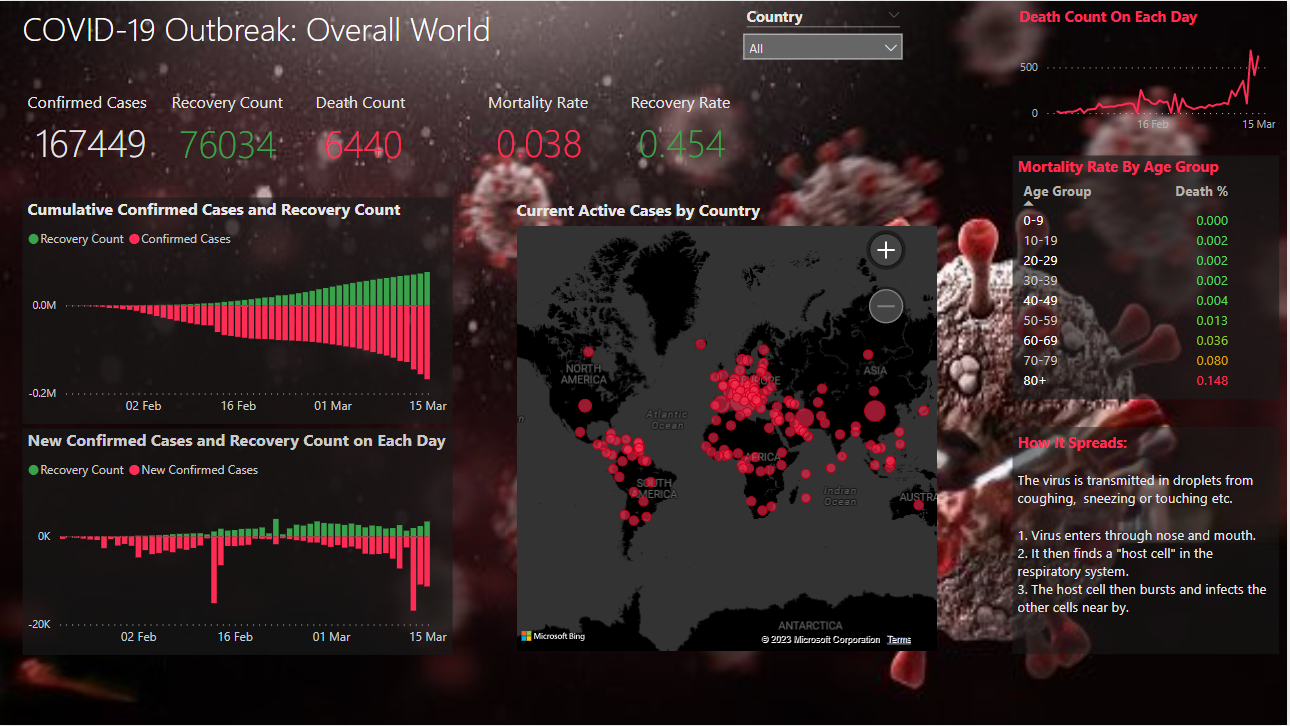 COVID-19 Outbreak: Overall World
Country
All
Confirmed Cases
167449
Recovery Count
76034
Death Count
6440
Mortality Rate
0.038
Recovery Rate
0.454
Death Count On Each Day
500
0
16 Feb
15 Mar
Cumulative Confirmed Cases and Recovery Count
Recovery Count
Confirmed Cases
0.0M
-0.2M
02 Feb
16 Feb
01 Mar
15 Mar
New Confirmed Cases and Recovery Count on Each Day
Recovery Count
New Confirmed Cases
0K
-20K
02 Feb
16 Feb
01 Mar
15 Mar
Current Active Cases by Country
NORTH
AMERICA
EUROPE
ASIA
Atlantic
Ocean
AFRICA
SOUTH
AMERICA
Indian
Ocean
AUSTRA
ANTARCTICA
Microsoft Bing
© 2023 Microsoft Corporation Terms
Mortality Rate By Age Group
Age Group Death %
0-9 0.000
10-19 0.002
20-29 0.002
30-39 0.002
40-49 0.004
50-59 0.013
60-69 0.036
70-79 0.080
80+ 0.148
How It Spreads:
The virus is transmitted in droplets from
coughing, sneezing or touching etc.
1. Virus enters through nose and mouth.
2. It then finds a "host cell" in the
respiratory system.
3. The host cell then bursts and infects the
other cells near by.